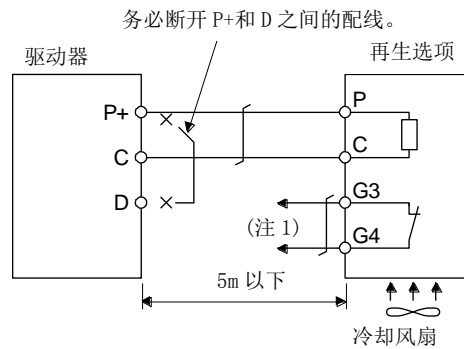 务必断开 P+和 D 之间的配线。
驱动器
再生选项
P+
P
C
C
D
G3
(注 1)
G4
5m 以下
冷却风扇